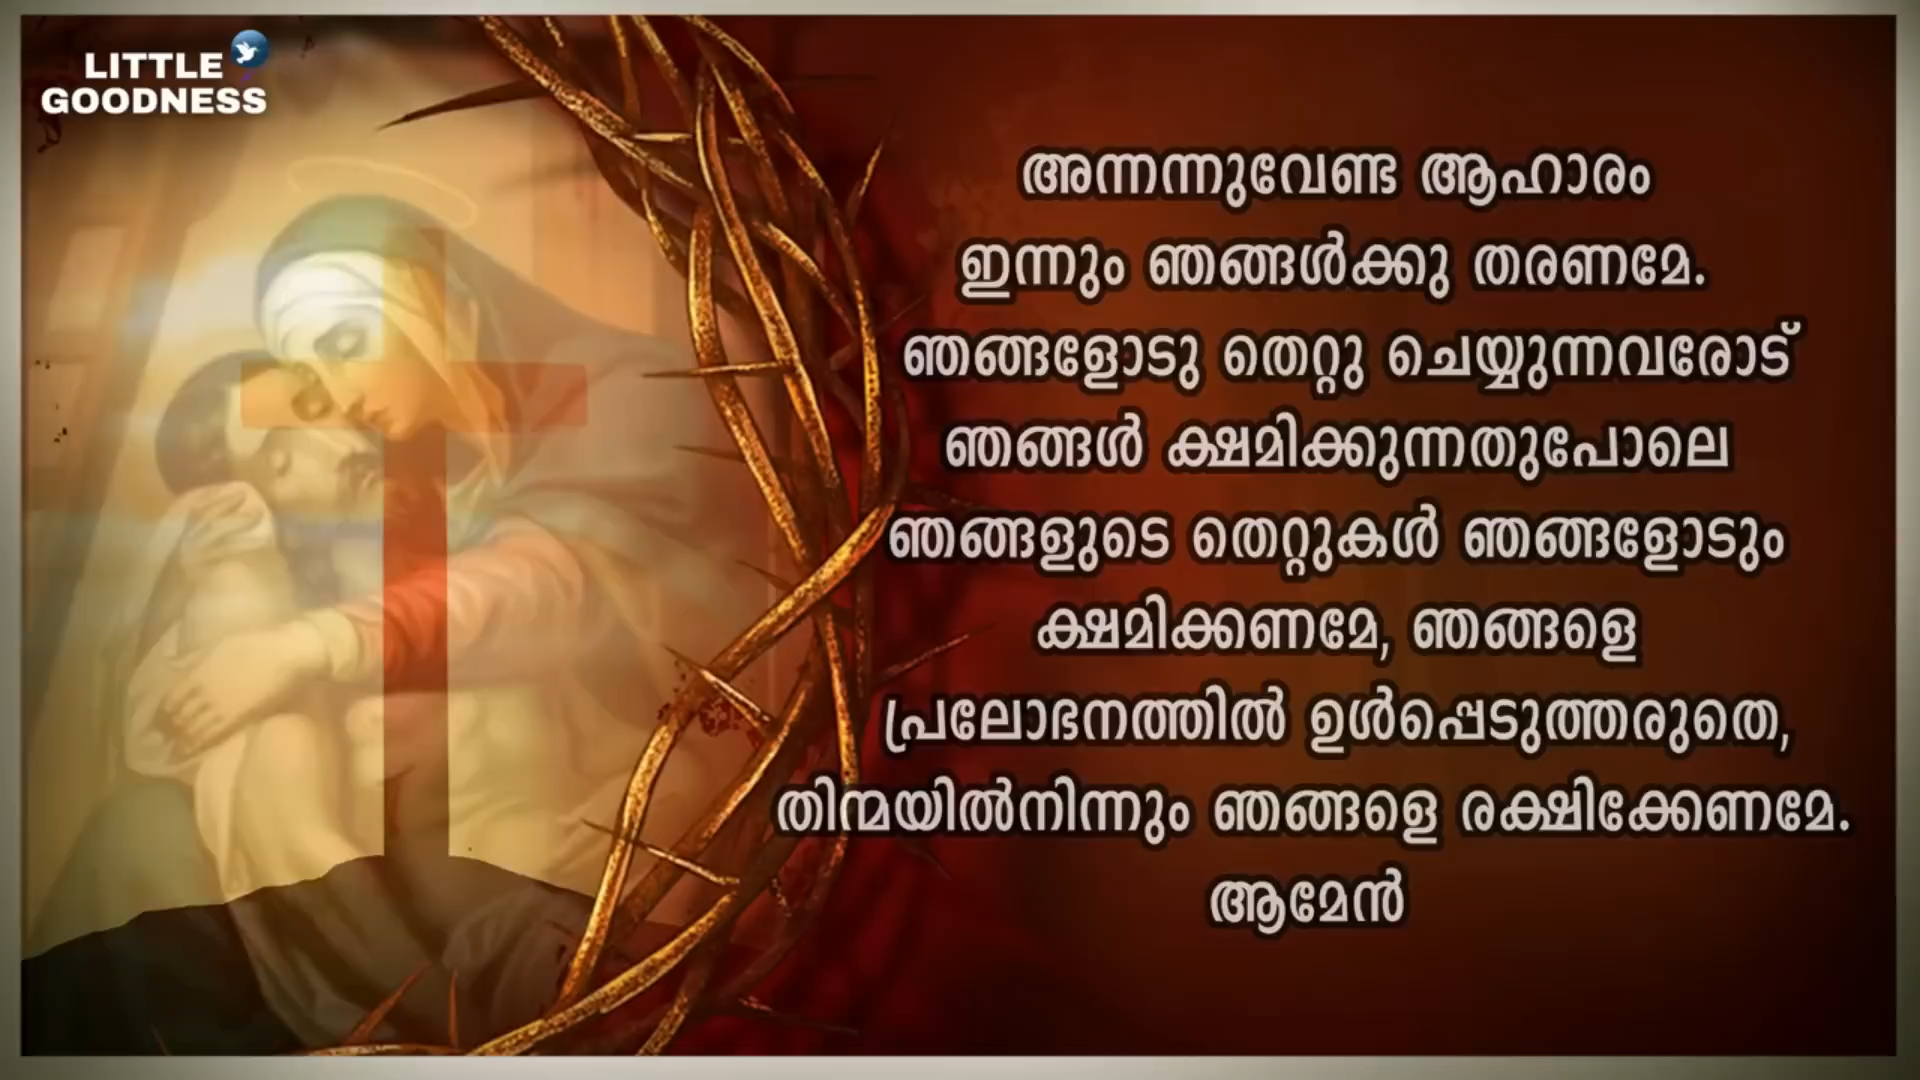 LITTLE
GOODNESS
അന്നന്നുവേണ്ട ആഹാരം
ഇന്നും ഞങ്ങൾക്കു തരണമേ.
ഞങ്ങളോടു തെറ്റു ചെയ്യുന്നവരോട്
ഞങ്ങൾ ക്ഷമിക്കുന്നതുപോലെ
ഞങ്ങളുടെ തെറ്റുകൾ ഞങ്ങളോടും
ക്ഷമിക്കണമേ, ഞങ്ങളെ
പ്രലോഭനത്തിൽ ഉൾപ്പെടുത്തരുതെ,
തിന്മയിൽനിന്നും ഞങ്ങളെ രക്ഷിക്കേണമേ.
ആമേൻ